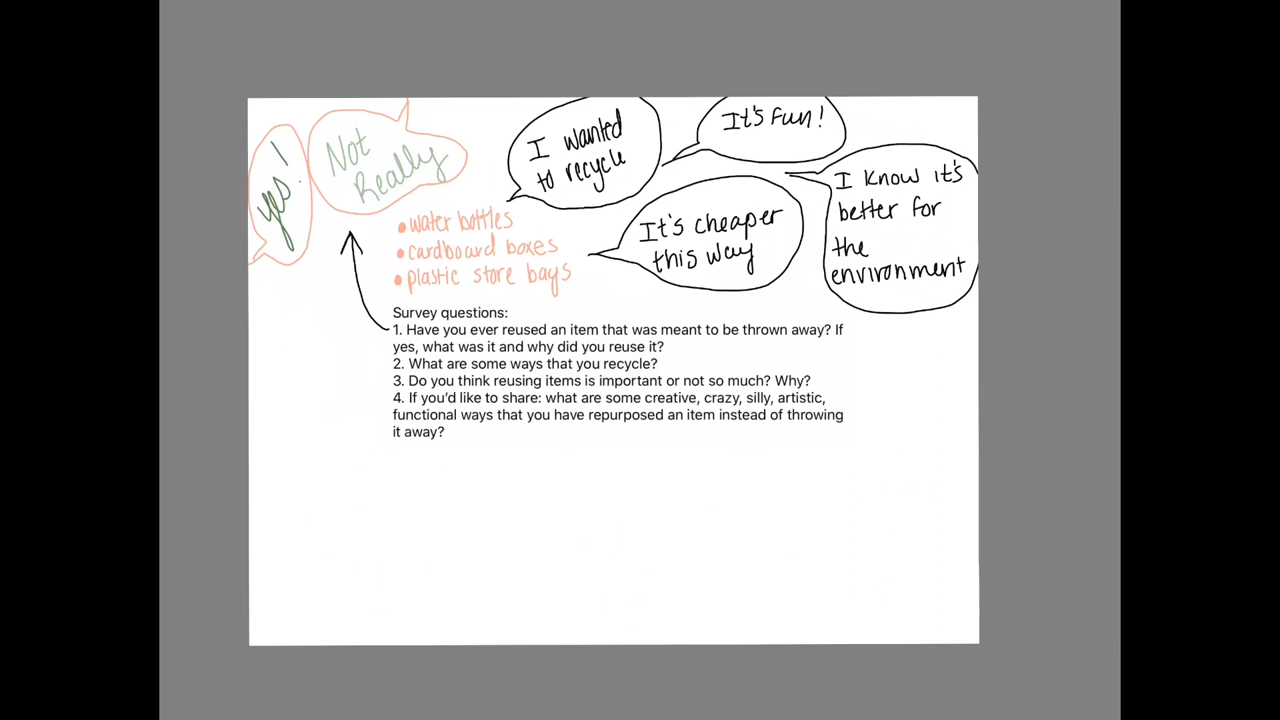 yes!
Not
Really
I wanted
to recycle
It's Fun!
I know it's
better for
the
environment
It's cheaper
this way
• water bottles
• cardboard boxes
• plastic store bags
Survey questions:
1. Have you ever reused an item that was meant to be thrown away? If
yes, what was it and why did you reuse it?
2. What are some ways that you recycle?
3. Do you think reusing items is important or not so much? Why?
4. If you'd like to share: what are some creative, crazy, silly, artistic,
functional ways that you have repurposed an item instead of throwing
it away?